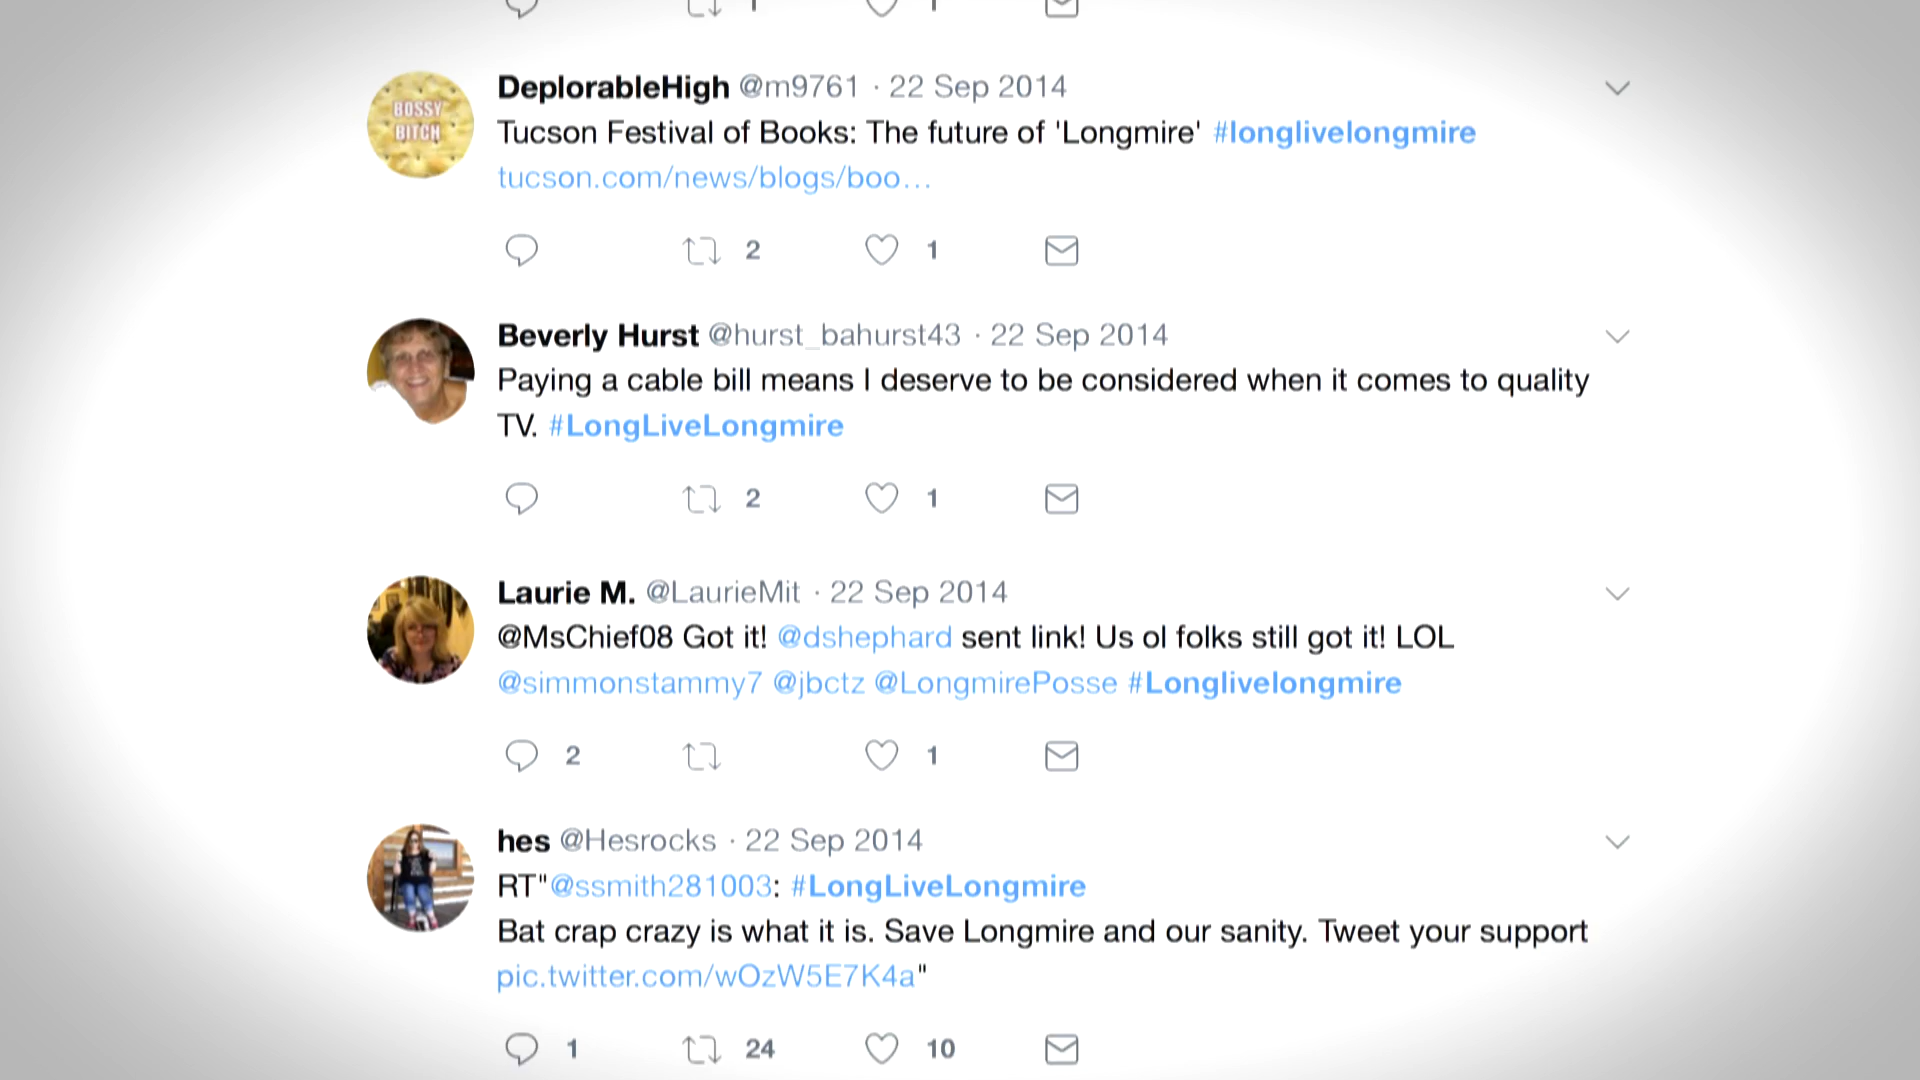 DeplorableHigh @m9761 · 22 Sep 2014
BOSSY
BITCH
Tucson Festival of Books: The future of 'Longmire' #longlivelongmire
tucson.com/news/blogs/boo…
2 1
Beverly Hurst @hurst_bahurst43 · 22 Sep 2014
Paying a cable bill means I deserve to be considered when it comes to quality
TV. #LongLiveLongmire
2 1
Laurie M. @LaurieMit · 22 Sep 2014
@MsChief08 Got it! @dshephard sent link! Us ol folks still got it! LOL
@simmonstammy7 @jbctz @LongmirePosse #Longlivelongmire
2 1
hes @Hesrocks · 22 Sep 2014
RT"@ssmith281003: #LongLiveLongmire
Bat crap crazy is what it is. Save Longmire and our sanity. Tweet your support
pic.twitter.com/wOzW5E7K4a"
1 24 10